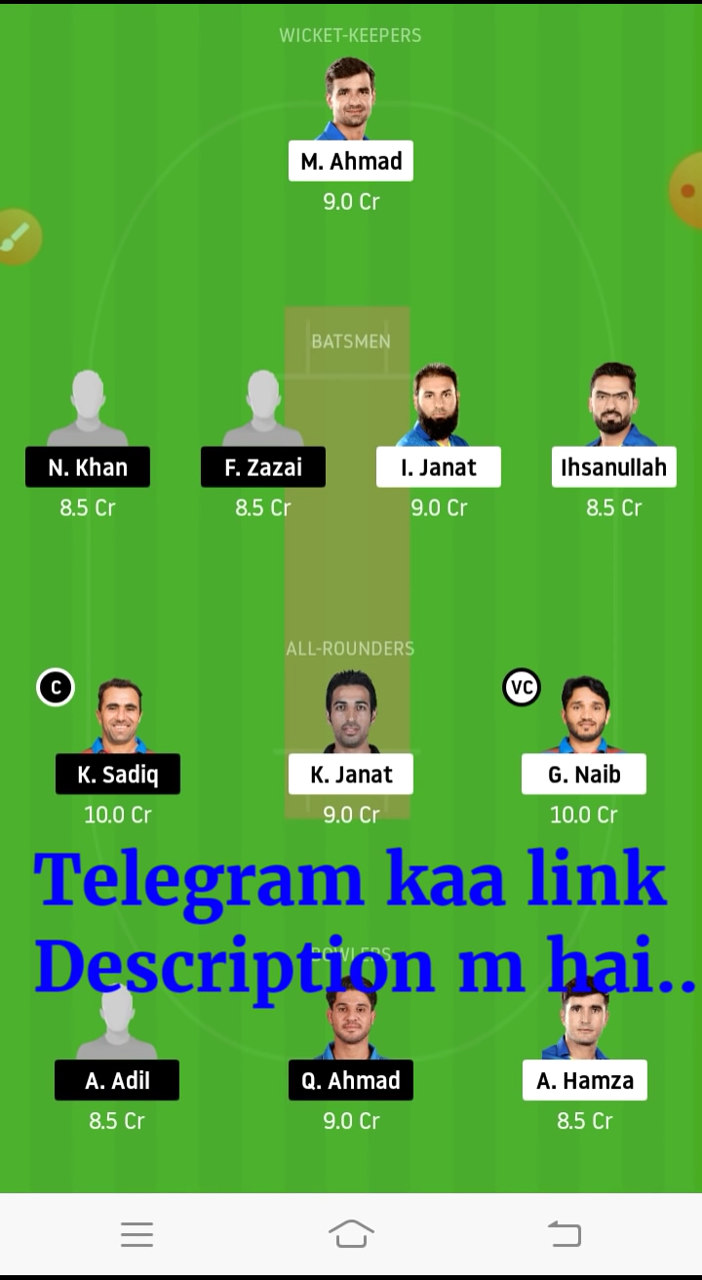 WICKET-KEEPERS
M. Ahmad
9.0 Cr
BATSMEN
N. Khan F. Zazai I. Janat Ihsanullah
8.5 Cr 8.5 Cr 9.0 Cr 8.5 Cr
ALL-ROUNDERS
C VC
K. Sadiq K. Janat G. Naib
10.0 Cr 9.0 Cr 10.0 Cr
Telegram kaa link
BOWLERS
Description m hai..
A. Adil Q. Ahmad A. Hamza
8.5 Cr 9.0 Cr 8.5 Cr